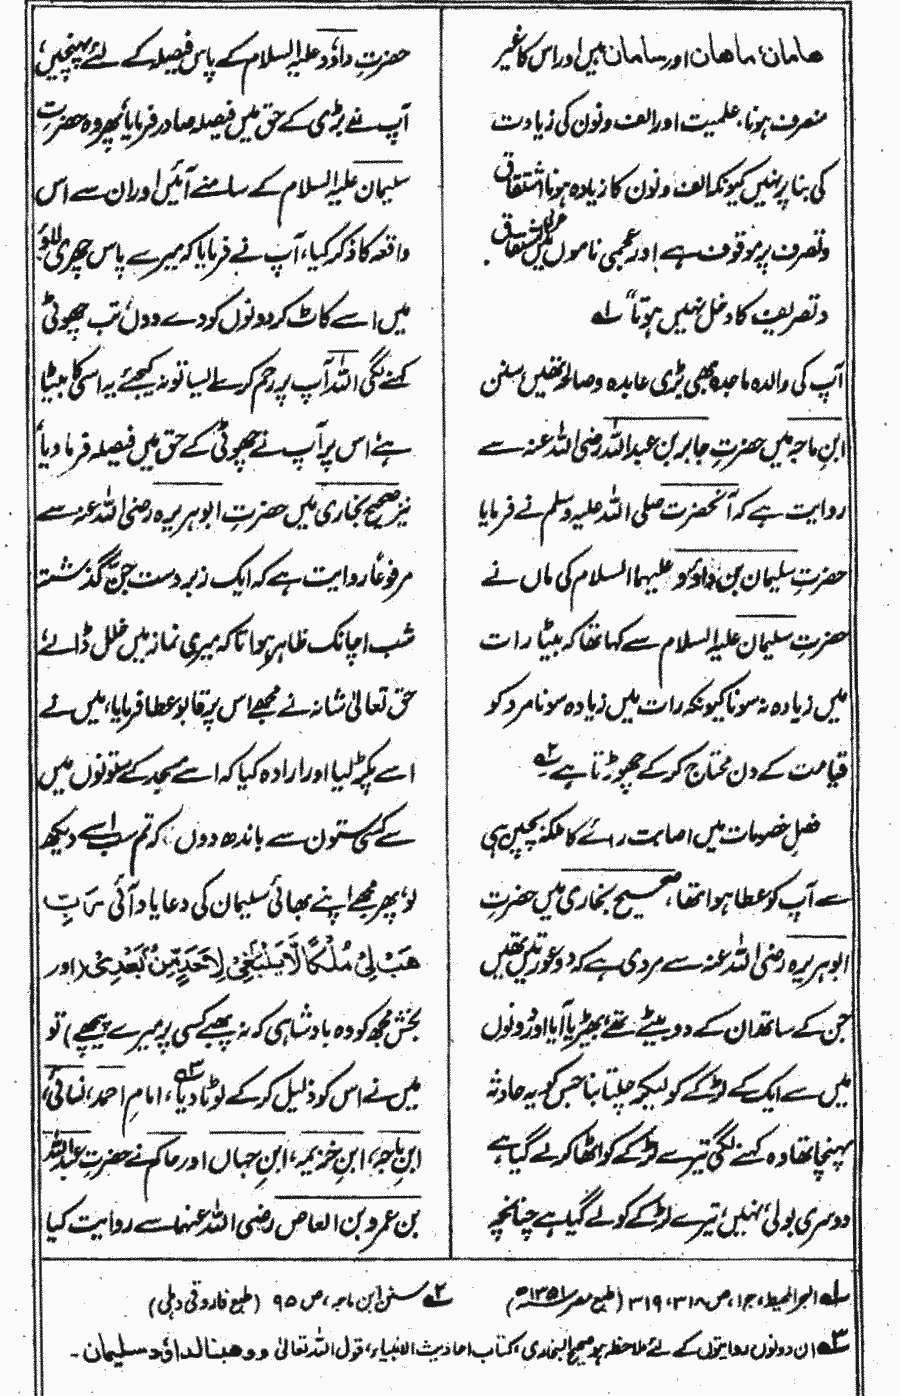 ھامان، ماھان اور سامان ہیں اور اس کا غیر
منصرف ہونا، علمیت اور الف و نون کی زیادت
کی بنا پر نہیں کیونکہ الف و نون کا زیادہ ہونا اشتقاق
و تصرف پر موقوف ہے اور عجمی ناموں میں عربی اشتقاق
و تصریف کا دخل نہیں ہوتا" لہ
آپ کی والدہ ماجدہ بھی بڑی عابدہ و صالحہ تھیں، سنن
ابن ماجہ میں حضرتِ جابر بن عبداللہ رضی اللہ عنہ سے
روایت ہے کہ آنحضرت صلی اللہ علیہ وسلم نے فرمایا
حضرتِ سلیمان بن داؤد و علیہما السلام کی ماں نے
حضرتِ سلیمان علیہ السلام سے کہا تھا کہ بیٹا رات
میں زیادہ نہ سونا کیونکہ رات میں زیادہ سونا مرد کو
قیامت کے دن محتاج کر کے چھوڑتا ہے ۲ہ
فصلِ خصومات میں اصابت رائے کا ملکہ بچپن ہی
سے آپ کو عطا ہوا تھا، صحیح بخاری میں حضرتِ
ابوہریرہ رضی اللہ عنہ سے مروی ہے کہ دو عورتیں تھیں
جن کے ساتھ ان کے دو بیٹے تھے، بھیڑیا آیا اور دونوں
میں سے ایک کے لڑکے کو لیکر چلتا بنا جس کو یہ حادثہ
پہنچا تھا وہ کہنے لگی تیرے لڑکے کو اٹھا کر لے گیا ہے
دوسری بولی نہیں، تیرے لڑکے کو لے گیا ہے چنانچہ
حضرتِ داؤد علیہ السلام کے پاس فیصلہ کے لئے پہنچیں،
آپ نے بڑی کے حق میں فیصلہ صادر فرمایا، پھر وہ حضرتِ
سلیمان علیہ السلام کے سامنے آئیں اور ان سے اس
واقعہ کا ذکر کیا، آپ نے فرمایا کہ میرے پاس چھری لاؤ،
میں اسے کاٹ کر دونوں کو دے دوں، تب چھوٹی
کہنے لگی اللہ آپ پر رحم کرے ایسا تو نہ کیجئے یہ اسی کا بیٹا
ہے، اس پر آپ نے چھوٹی کے حق میں فیصلہ فرما دیا،
نیز صحیح بخاری میں حضرتِ ابوہریرہ رضی اللہ عنہ سے
مرفوعاً روایت ہے کہ ایک زبردست جن گذشتہ
شب اچانک ظاہر ہوا تاکہ میری نماز میں خلل ڈالے،
حق تعالیٰ شانہ نے مجھے اس پر قابو عطا فرمایا، میں نے
اسے پکڑ لیا اور ارادہ کیا کہ اسے مسجد کے ستونوں میں
سے کسی ستون سے باندھ دوں کہ تم سب اسے دیکھ
لو، پھر مجھے اپنے بھائی سلیمان کی دعا یاد آئی رَبِّ
هَبْ لِيْ مُلْكًا لَّا يَنْبَغِيْ لِاَحَدٍ مِّنْ بَعْدِيْ (اور
بخش مجھ کو وہ بادشاہی کہ نہ پھبے کسی پر میرے پیچھے) تو
میں نے اس کو ذلیل کر کے لوٹا دیا ۳ہ، امامِ احمد، نسائی،
ابنِ ماجہ، ابنِ خزیمہ، ابنِ حبان اور حاکم نے حضرتِ عبداللہ
بن عمرو بن العاص رضی اللہ عنہما سے روایت کیا
لہ البحر المحیط، ج۱، ص ۳۱۸، ۳۱۹ (طبع مصر ۱۳۵۱ھ) ۲ہ سنن ابن ماجہ، ص ۹۵ (طبع فاروقی دہلی)
۳ہ ان دونوں روایتوں کے لئے ملاحظہ ہو صحیح البخاری، کتاب احادیث الانبیاء، قول اللہ تعالیٰ ووھبنا لداؤد سلیمان ۔